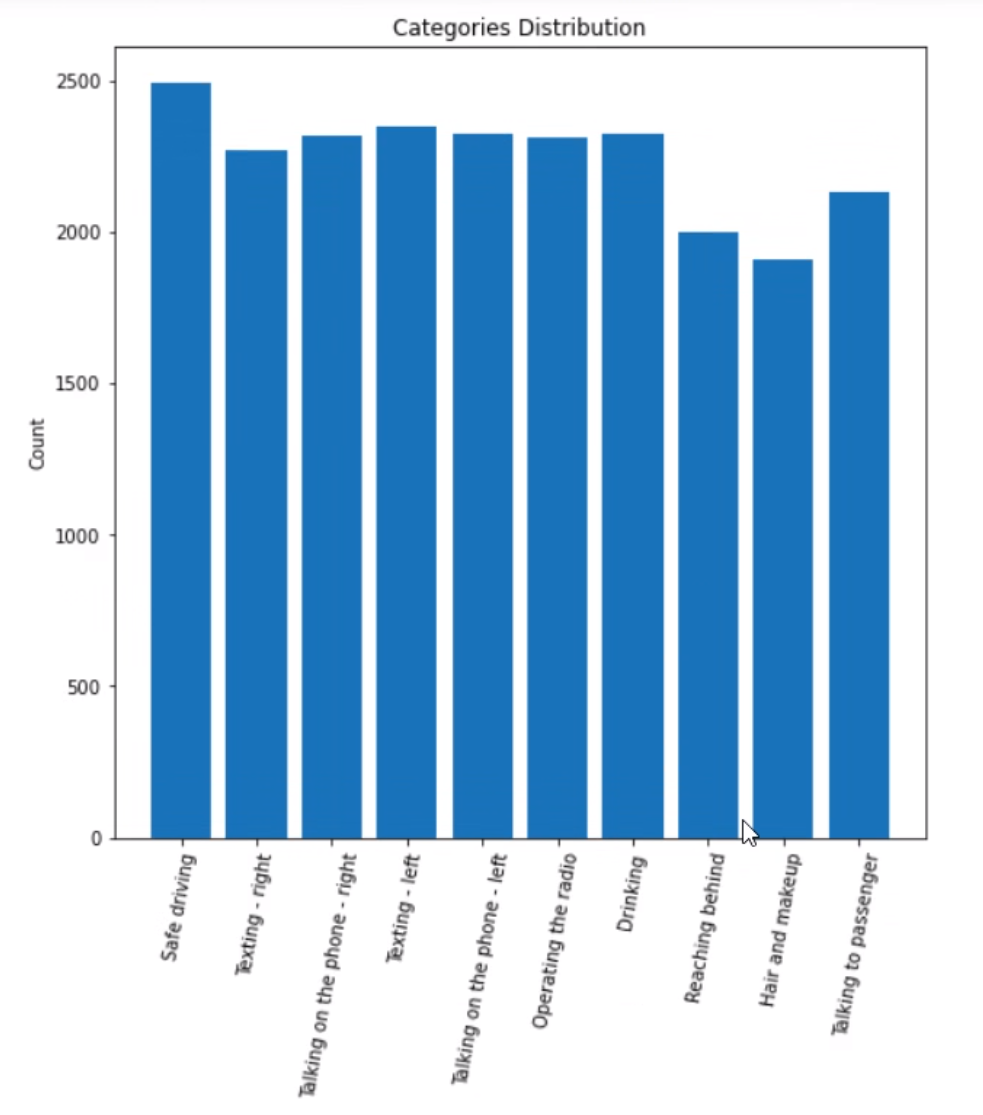 Categories Distribution
2500
2000
1500
1000
500
0
Count
Safe driving
Texting - right
Talking on the phone - right
Texting - left
Talking on the phone - left
Operating the radio
Drinking
Reaching behind
Hair and makeup
Talking to passenger